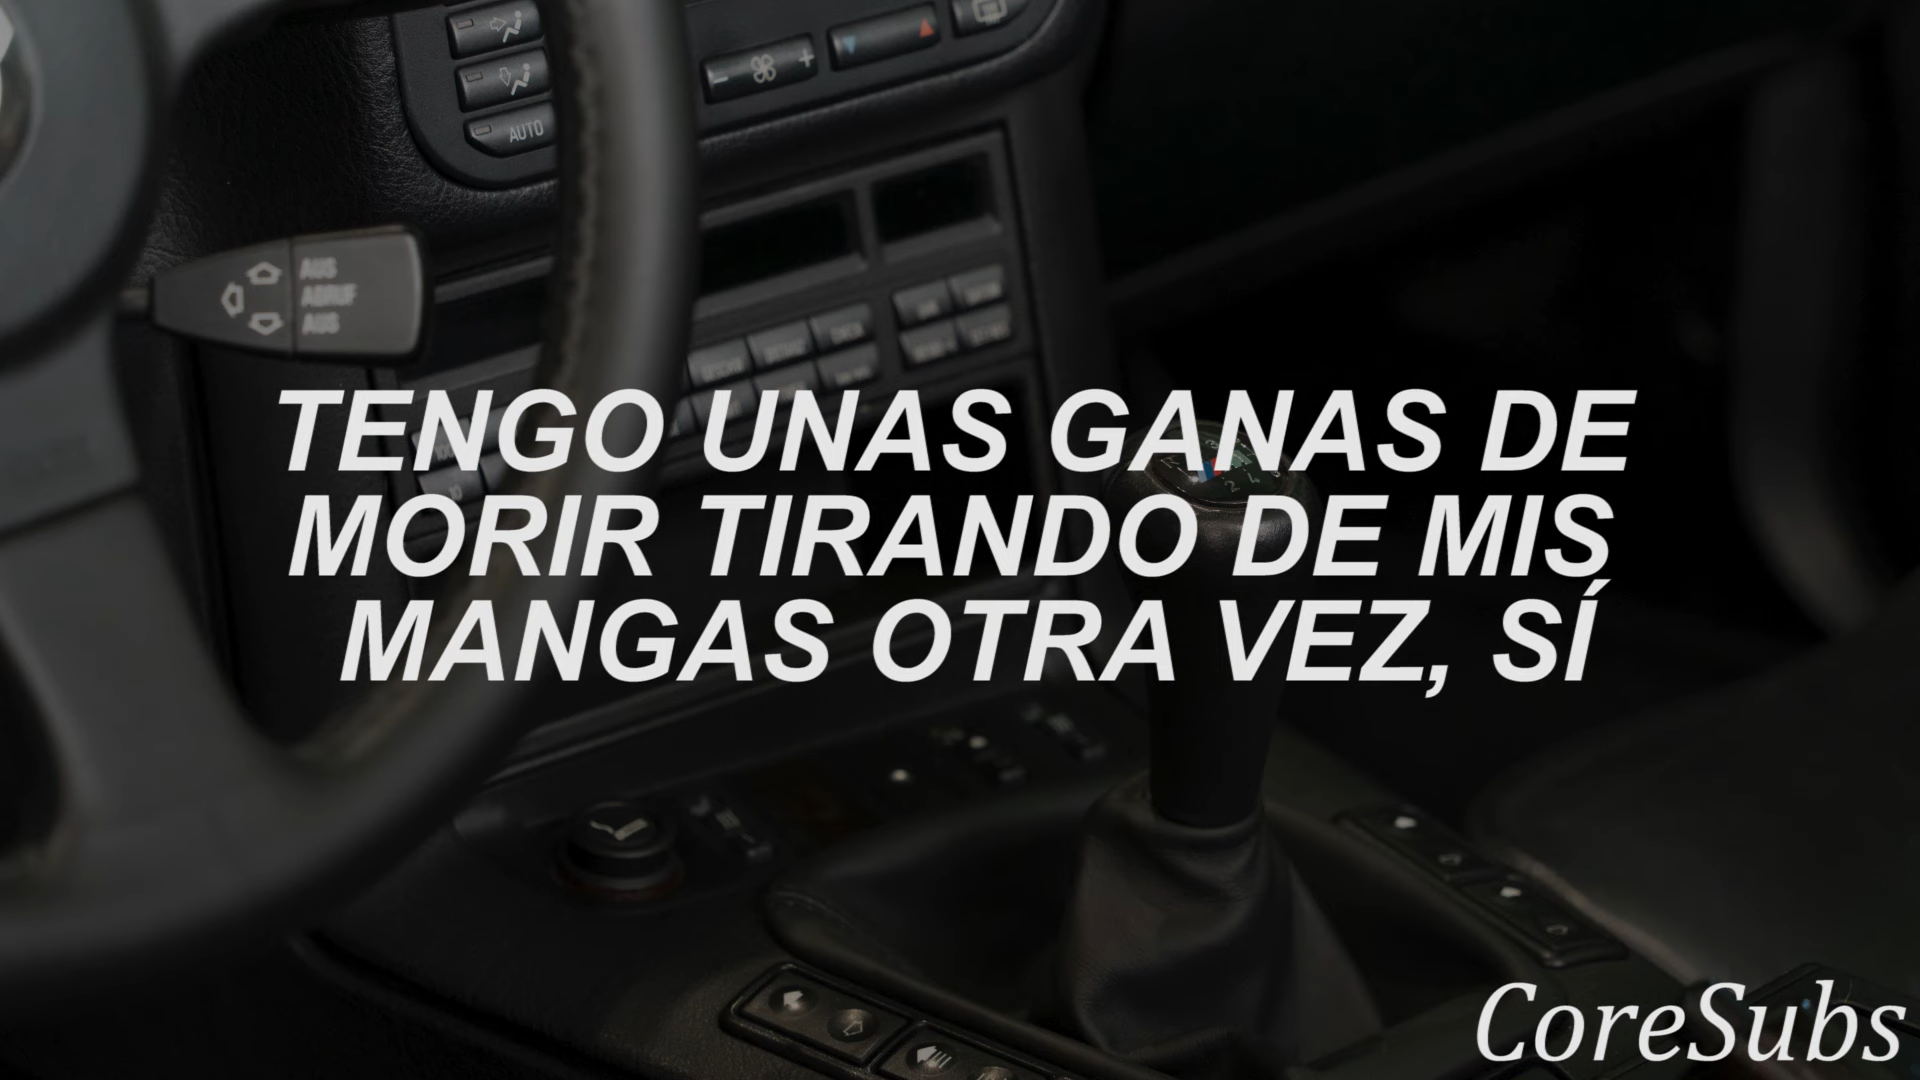 AUTO
AUS
ABRUF
AUS
TENGO UNAS GANAS DE
MORIR TIRANDO DE MIS
MANGAS OTRA VEZ, SÍ
CoreSubs